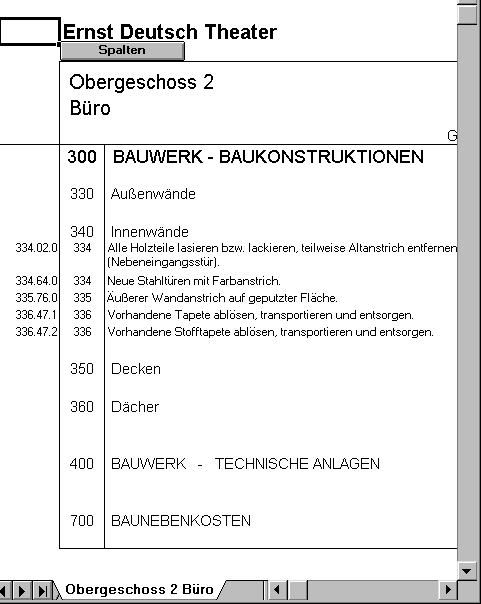 Ernst Deutsch Theater
Spalten
Obergeschoss 2
Büro
G
300 BAUWERK - BAUKONSTRUKTIONEN
330 Außenwände
340 Innenwände
334.02.0 334 Alle Holzteile lasieren bzw. lackieren, teilweise Altanstrich entfernen
(Nebeneingangsstür).
334.64.0 334 Neue Stahltüren mit Farbanstrich.
335.76.0 335 Äußerer Wandanstrich auf geputzter Fläche.
336.47.1 336 Vorhandene Tapete ablösen, transportieren und entsorgen.
336.47.2 336 Vorhandene Stofftapete ablösen, transportieren und entsorgen.
350 Decken
360 Dächer
400 BAUWERK - TECHNISCHE ANLAGEN
700 BAUNEBENKOSTEN
Obergeschoss 2 Büro